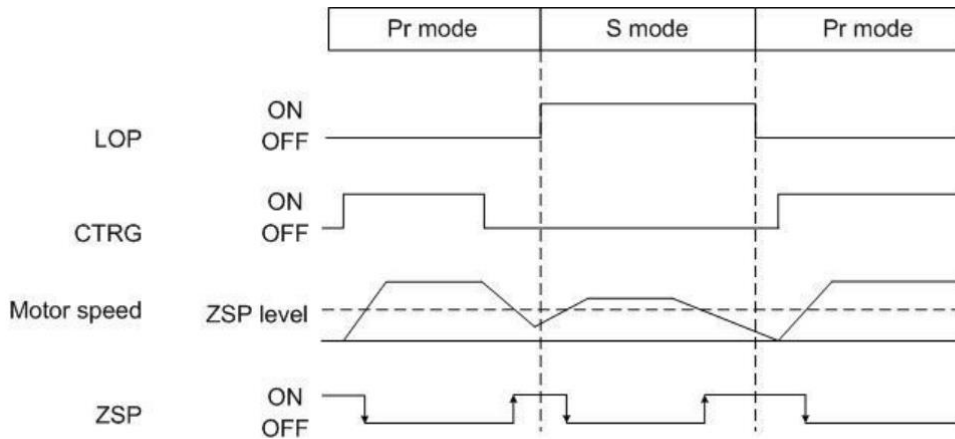 Pr mode S mode Pr mode
ON
LOP OFF
ON
CTRG OFF
Motor speed ZSP level
ON
ZSP OFF